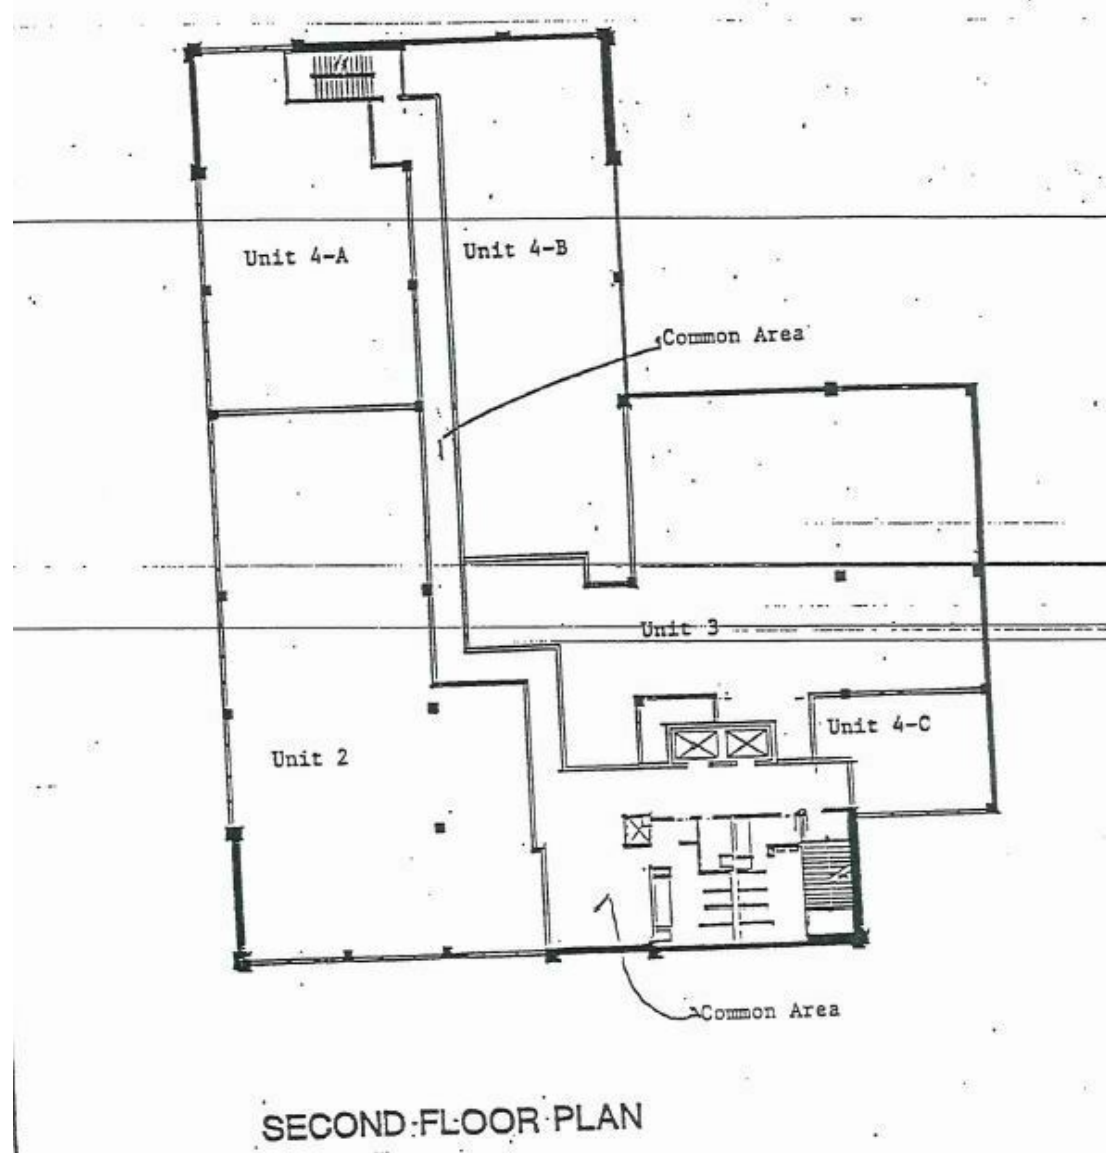 Unit 4-A
Unit 4-B
Common Area
Unit 3
Unit 4-C
Unit 2
Common Area
SECOND FLOOR PLAN